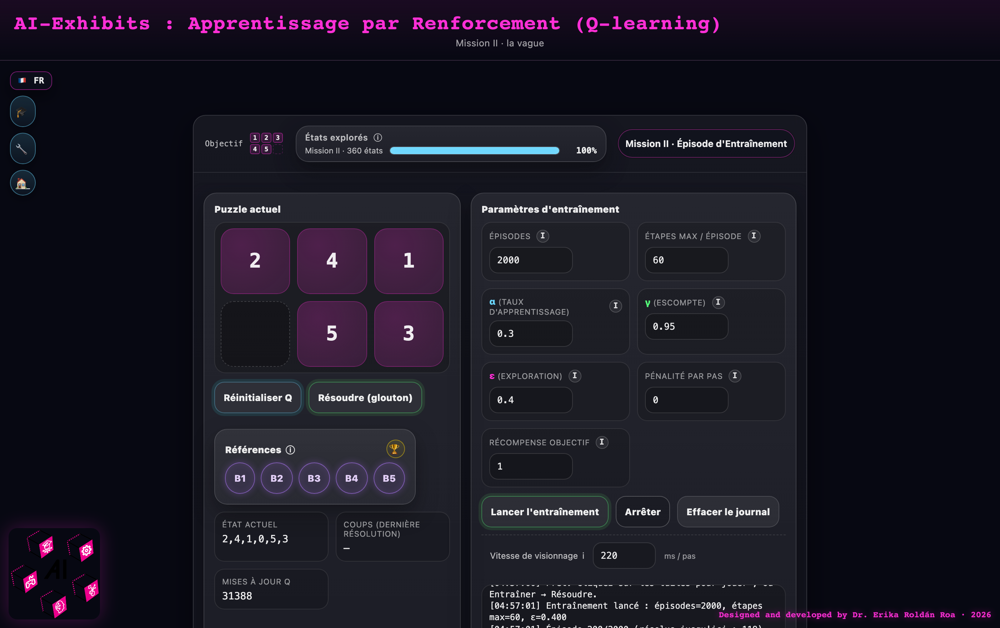 AI-Exhibits : Apprentissage par Renforcement (Q-learning)
Mission II · la vague
FR
Objectif
1 2 3
4 5
États explorés
Mission II · 360 états
100%
Mission II · Épisode d'Entraînement
Puzzle actuel
2 4 1
5 3
Réinitialiser Q
Résoudre (glouton)
Références
B1 B2 B3 B4 B5
ÉTAT ACTUEL
2,4,1,0,5,3
COUPS (DERNIÈRE
RÉSOLUTION)
—
MISES À JOUR Q
31388
Paramètres d'entraînement
ÉPISODES I
2000
ÉTAPES MAX / ÉPISODE I
60
α (TAUX
D'APPRENTISSAGE) I
0.3
γ (ESCOMPTE) I
0.95
ε (EXPLORATION) I
0.4
PÉNALITÉ PAR PAS I
0
RÉCOMPENSE OBJECTIF I
1
Lancer l'entraînement
Arrêter
Effacer le journal
Vitesse de visionnage i
220
ms / pas
Entraîner → Résoudre.
[04:57:01] Entraînement lancé : épisodes=2000, étapes
max=60, ε=0.400
AI
Designed and developed by Dr. Erika Roldán Roa · 2026